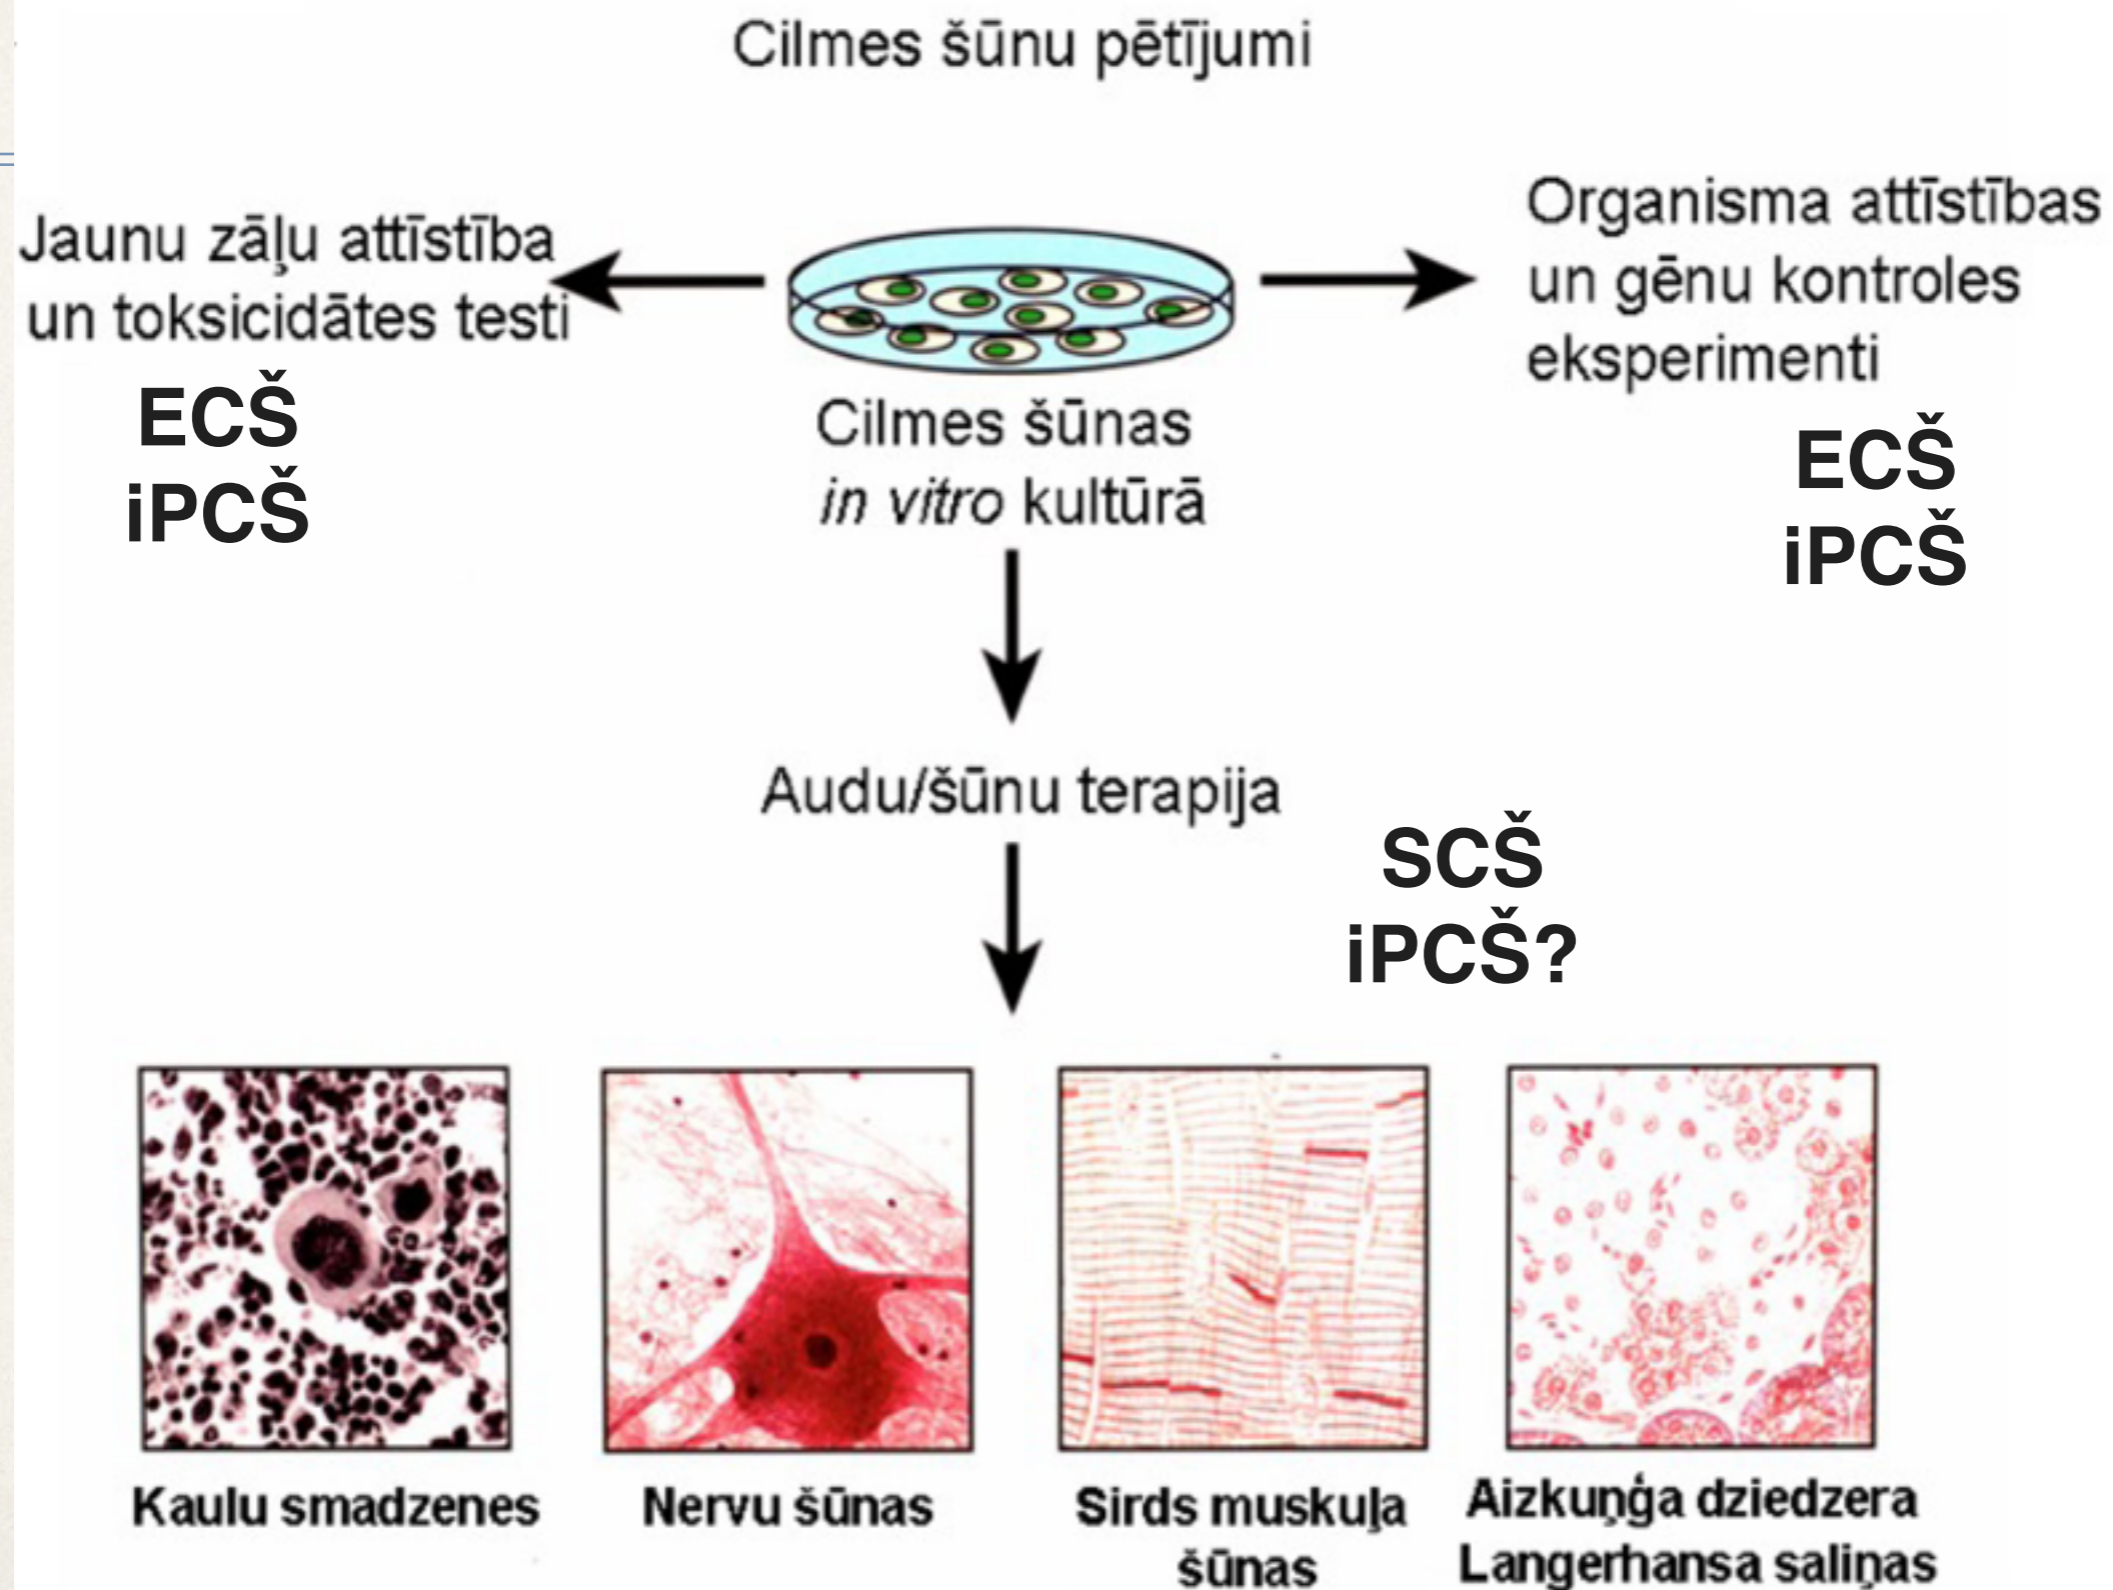 Cilmes šūnu pētījumi
Jaunu zāļu attīstība
un toksicidātes testi
ECŠ
iPCŠ
Organisma attīstības
un gēnu kontroles
eksperimenti
ECŠ
iPCŠ
Cilmes šūnas
in vitro kultūrā
Audu/šūnu terapija
SCŠ
iPCŠ?
Kaulu smadzenes
Nervu šūnas
Sirds muskuļa
šūnas
Aizkuņģa dziedzera
Langerhansa saliņas